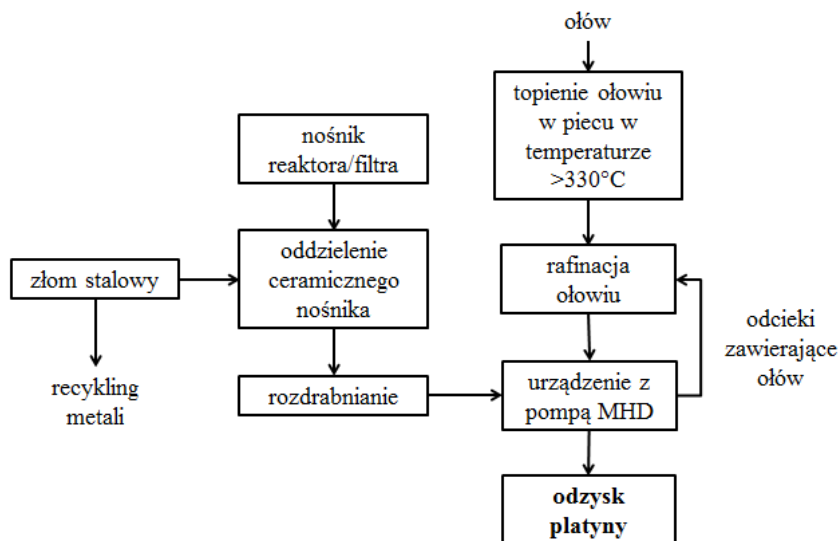 ołów
topienie ołowiu
w piecu w
temperaturze
>330°C
nośnik
reaktora/filtra
oddzielenie
ceramicznego
nośnika
złom stalowy
rafinacja
ołowiu
odcieki
zawierające
ołów
recykling
metali
rozdrabnianie
urządzenie z
pompą MHD
odzysk
platyny